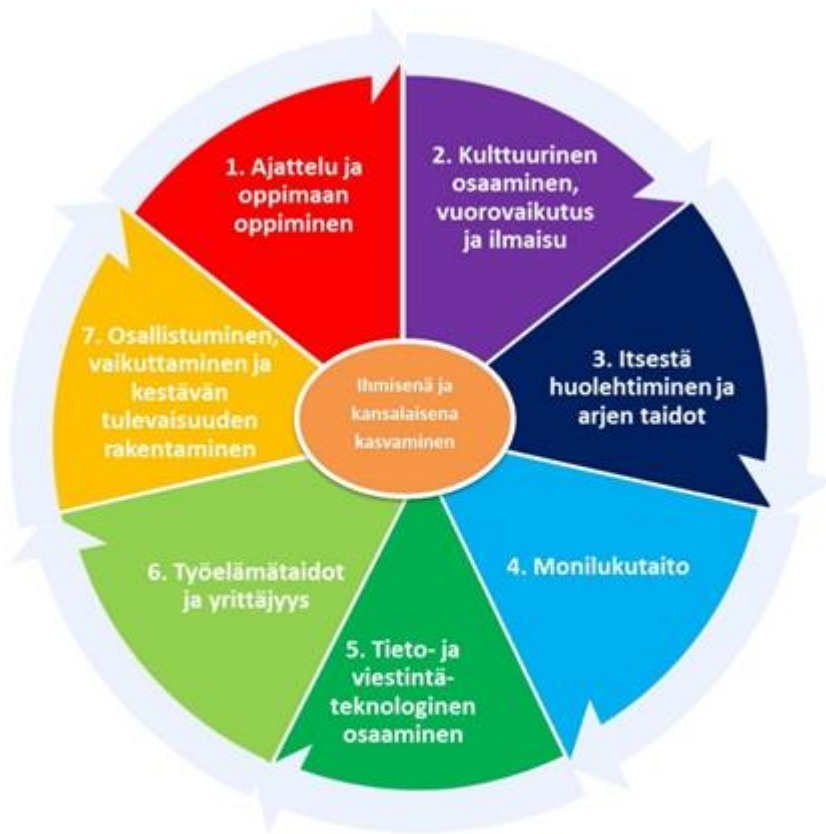 1. Ajattelu ja
oppimaan
oppiminen
2. Kulttuurinen
osaaminen,
vuorovaikutus
ja ilmaisu
3. Itsestä
huolehtiminen ja
arjen taidot
4. Monilukutaito
5. Tieto- ja
viestintä-
teknologinen
osaaminen
6. Työelämätaidot
ja yrittäjyys
7. Osallistuminen,
vaikuttaminen ja
kestävän
tulevaisuuden
rakentaminen
Ihmisenä ja
kansalaisena
kasvaminen